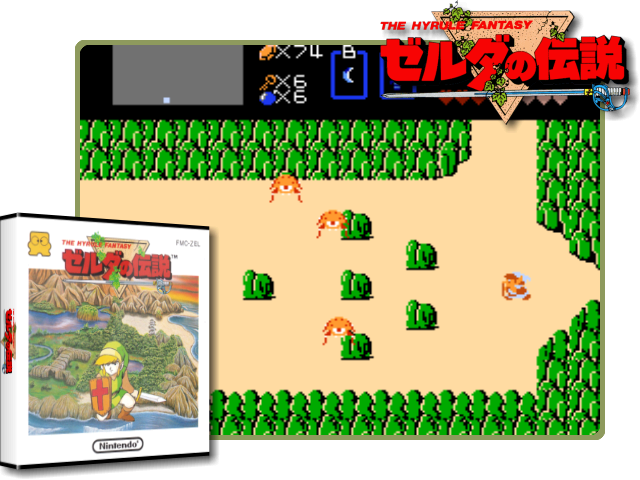 THE HYRULE FANTASY
ゼルダの伝説
×74
B
×6
×6
FMC-ZEL
THE HYRULE FANTASY
ゼルダの伝説
TM
Nintendo